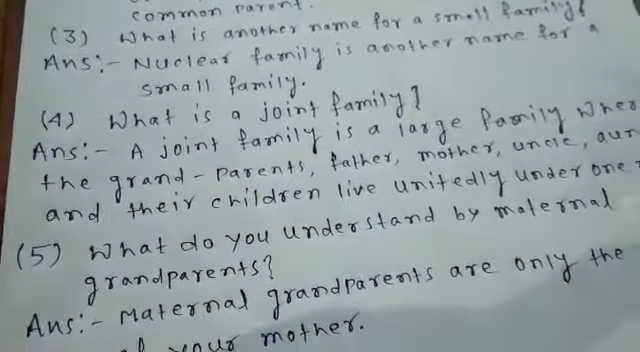 common parent.
(3) What is another name for a small family?
Ans:- Nuclear family is another name for a
small family.
(4) What is a joint family?
Ans:- A joint family is a large family
the grand-parents, father, mother, uncle,
and their children live unitedly under one
(5) What do you understand by maternal
grandparents?
Ans:- Maternal grandparents are only the
your mother.